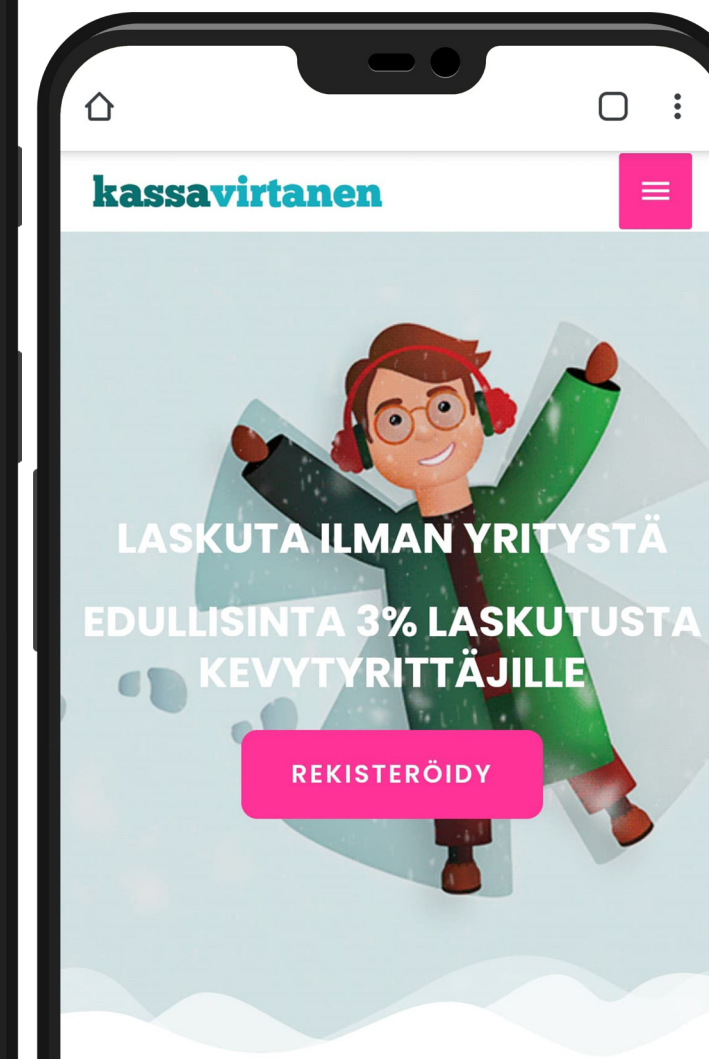 kassavirtanen
LASKUTA ILMAN YRITYSTÄ
EDULLISINTA 3% LASKUTUSTA
KEVYTYRITTÄJILLE
REKISTERÖIDY